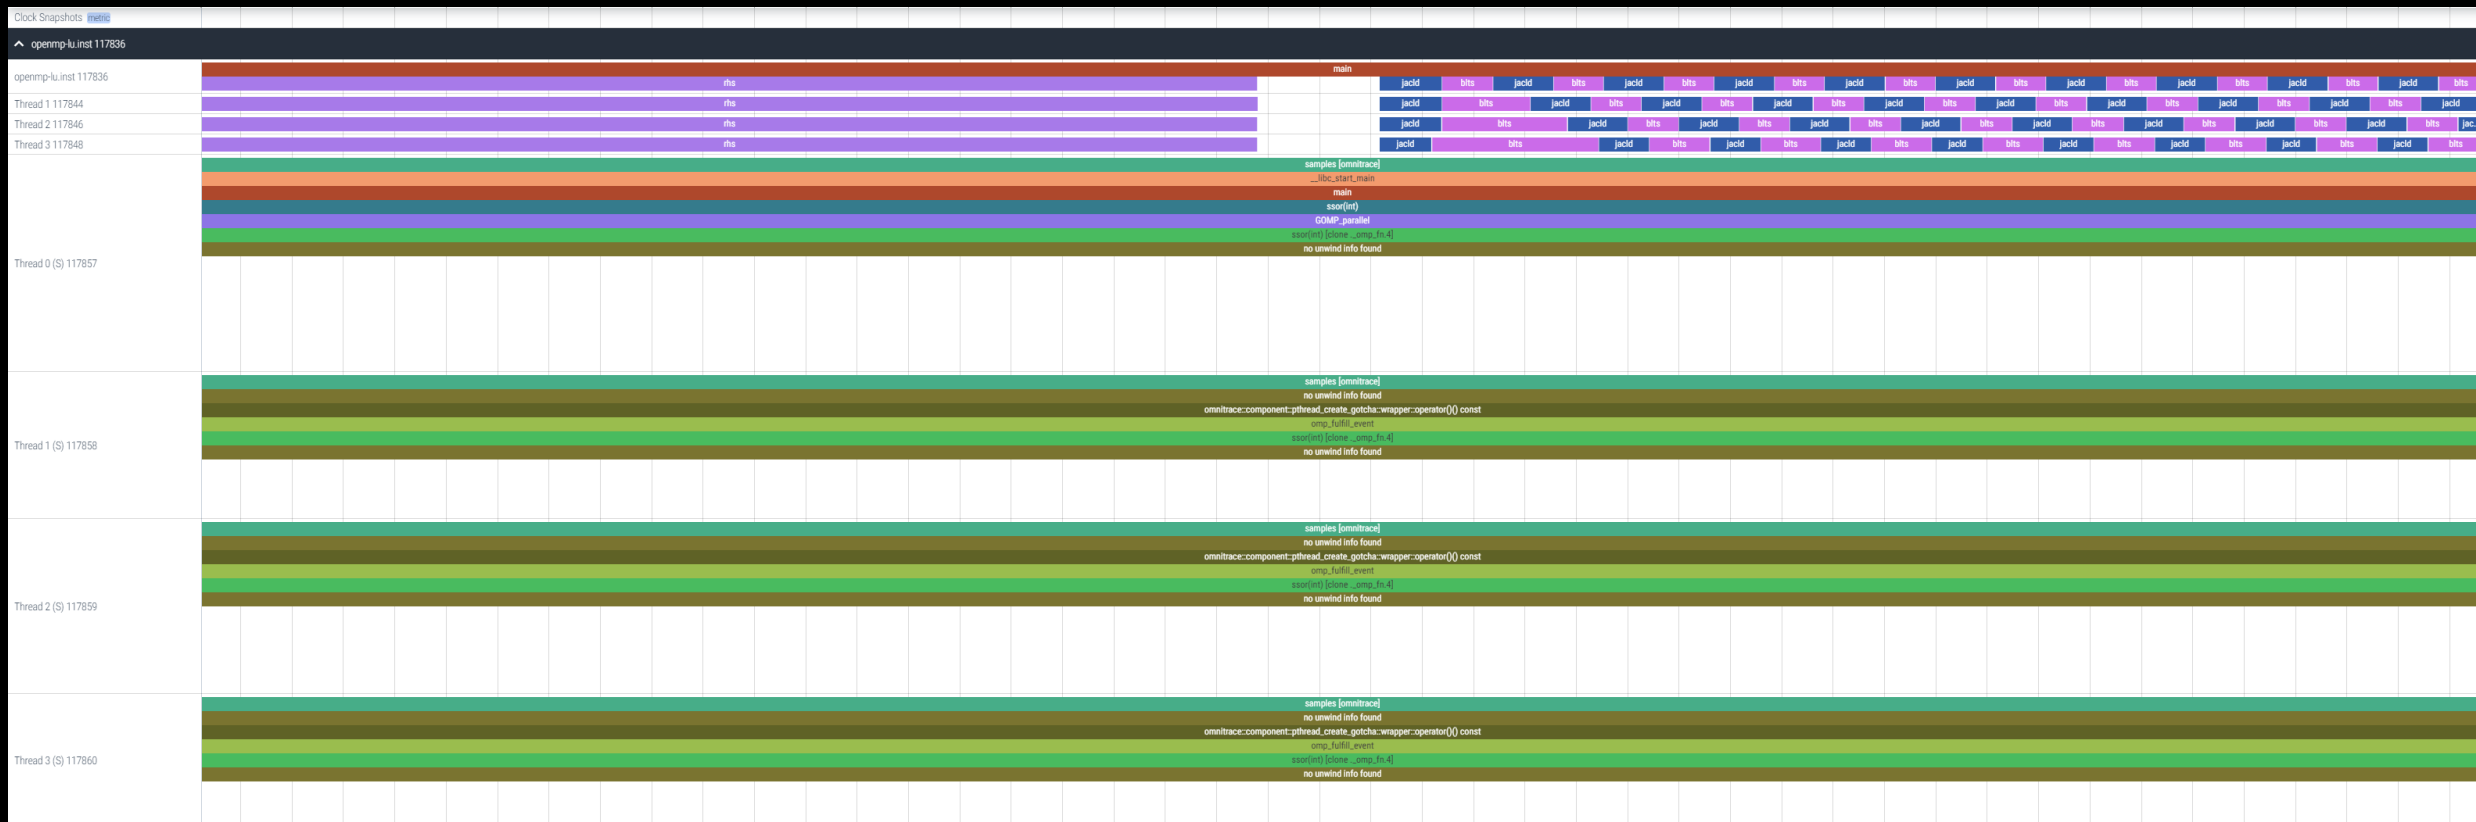 Clock Snapshots metric
openmp-lu.inst 117836
openmp-lu.inst 117836
main
rhs jacld blts jacld blts jacld blts jacld blts jacld blts jacld blts jacld blts jacld blts jacld blts jacld blts
Thread 1 117844 rhs jacld blts jacld blts jacld blts jacld blts jacld blts jacld blts jacld blts jacld blts jacld blts jacld
Thread 2 117846 rhs jacld blts jacld blts jacld blts jacld blts jacld blts jacld blts jacld blts jacld blts jacld blts jac...
Thread 3 117848 rhs jacld blts jacld blts jacld blts jacld blts jacld blts jacld blts jacld blts jacld blts jacld blts
samples [omnitrace]
__libc_start_main
main
ssor(int)
GOMP_parallel
ssor(int) [clone ._omp_fn.4]
no unwind info found
Thread 0 (S) 117857
samples [omnitrace]
no unwind info found
omnitrace::component::pthread_create_gotcha::wrapper::operator()() const
omp_fulfill_event
ssor(int) [clone ._omp_fn.4]
Thread 1 (S) 117858
no unwind info found
samples [omnitrace]
no unwind info found
omnitrace::component::pthread_create_gotcha::wrapper::operator()() const
omp_fulfill_event
ssor(int) [clone ._omp_fn.4]
no unwind info found
Thread 2 (S) 117859
samples [omnitrace]
no unwind info found
omnitrace::component::pthread_create_gotcha::wrapper::operator()() const
omp_fulfill_event
ssor(int) [clone ._omp_fn.4]
Thread 3 (S) 117860
no unwind info found